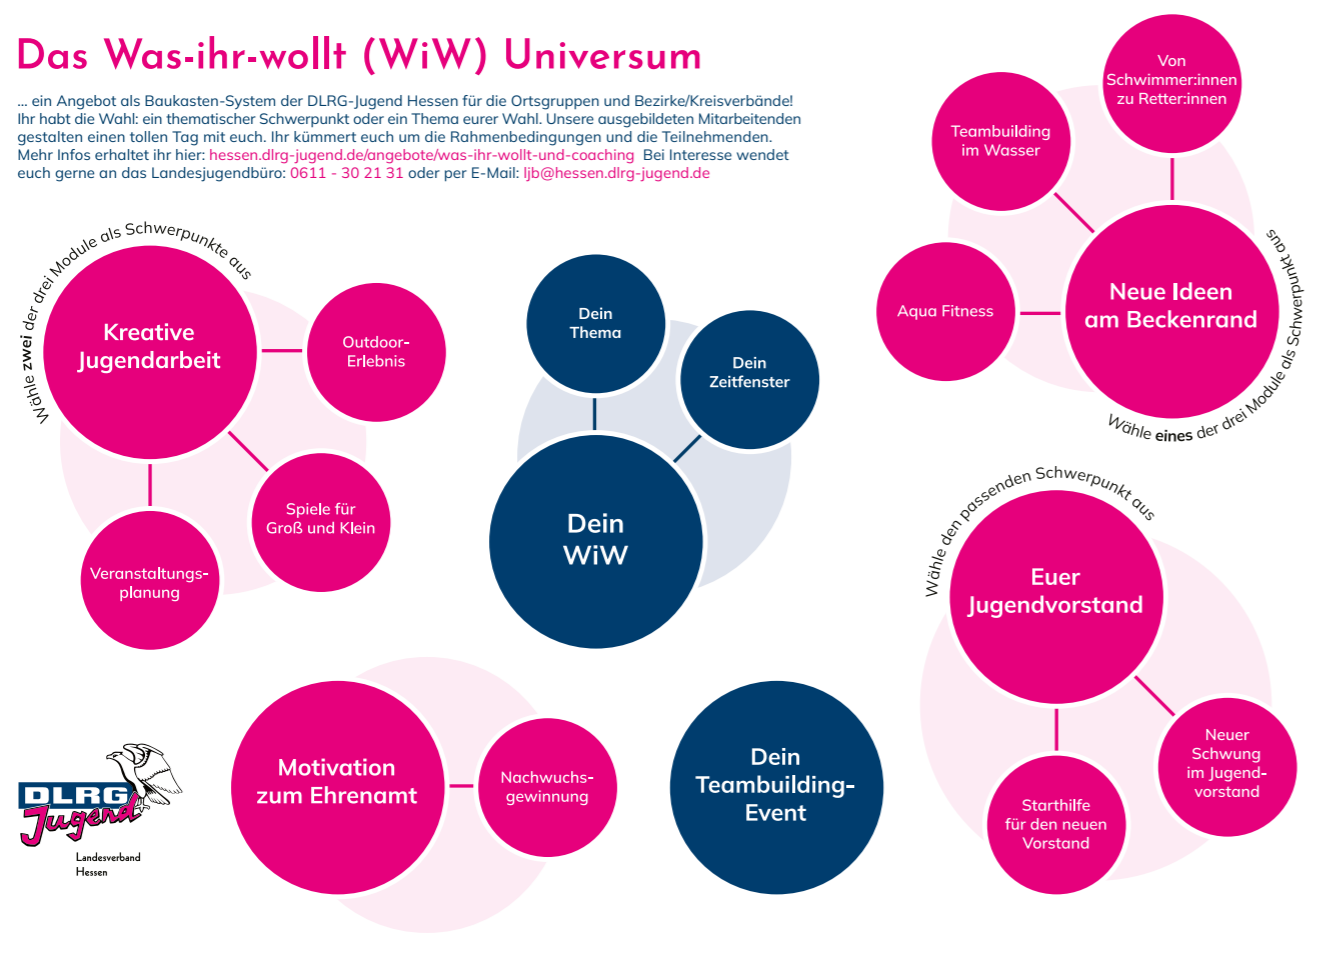 Das Was-ihr-wollt (WiW) Universum
... ein Angebot als Baukasten-System der DLRG-Jugend Hessen für die Ortsgruppen und Bezirke/Kreisverbände!
Ihr habt die Wahl: ein thematischer Schwerpunkt oder ein Thema eurer Wahl. Unsere ausgebildeten Mitarbeitenden
gestalten einen tollen Tag mit euch. Ihr kümmert euch um die Rahmenbedingungen und die Teilnehmenden.
Mehr Infos erhaltet ihr hier: hessen.dlrg-jugend.de/angebote/was-ihr-wollt-und-coaching Bei Interesse wendet
euch gerne an das Landesjugendbüro: 0611 - 30 21 31 oder per E-Mail: ljb@hessen.dlrg-jugend.de
Wähle zwei der drei Module als Schwerpunkte aus
Kreative
Jugendarbeit
Outdoor-
Erlebnis
Spiele für
Groß und Klein
Veranstaltungs-
planung
Dein
Thema
Dein
Zeitfenster
Dein
WiW
Von
Schwimmer:innen
zu Retter:innen
Teambuilding
im Wasser
Aqua Fitness
Neue Ideen
am Beckenrand
Wähle eines der drei Module als Schwerpunkt aus
Wähle den passenden Schwerpunkt aus
Euer
Jugendvorstand
Neuer
Schwung
im Jugend-
vorstand
Starthilfe
für den neuen
Vorstand
Motivation
zum Ehrenamt
Nachwuchs-
gewinnung
Dein
Teambuilding-
Event
DLRG
Jugend
Landesverband
Hessen